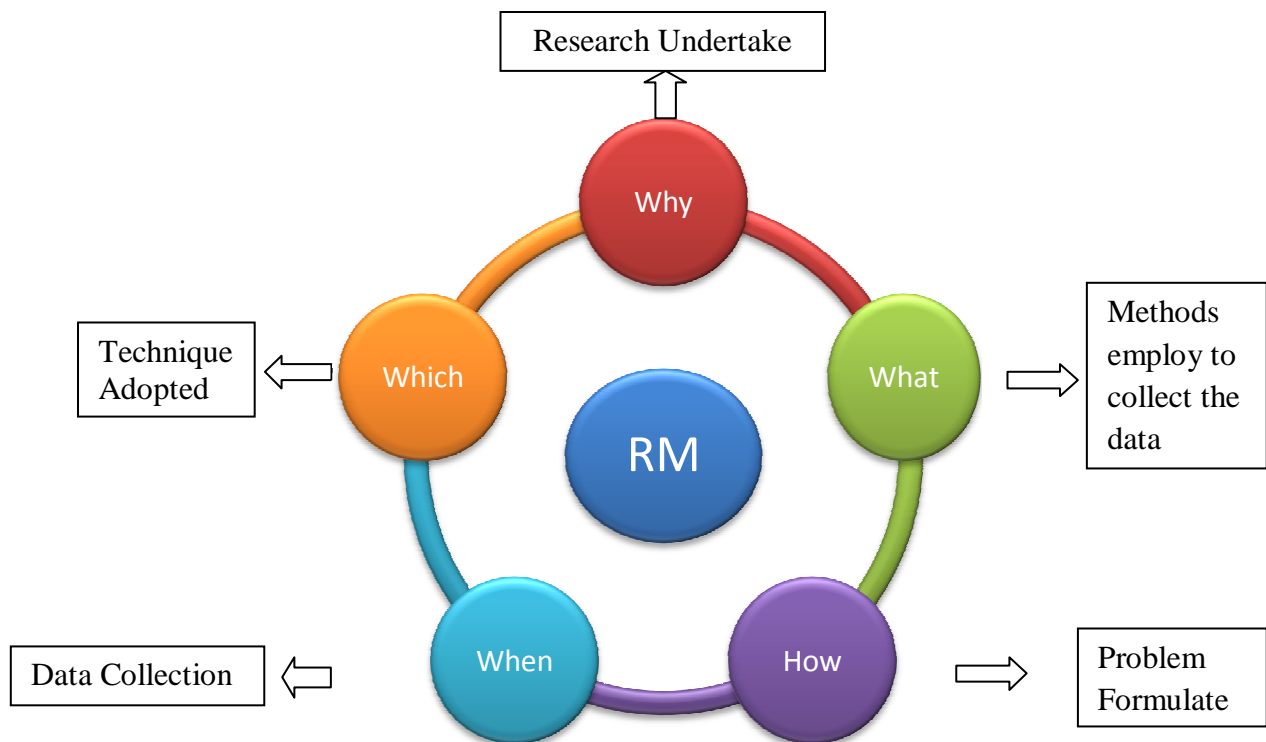 Research Undertake
Why
Technique
Adopted
Which
What
Methods
employ to
collect the
data
RM
Data Collection
When
How
Problem
Formulate